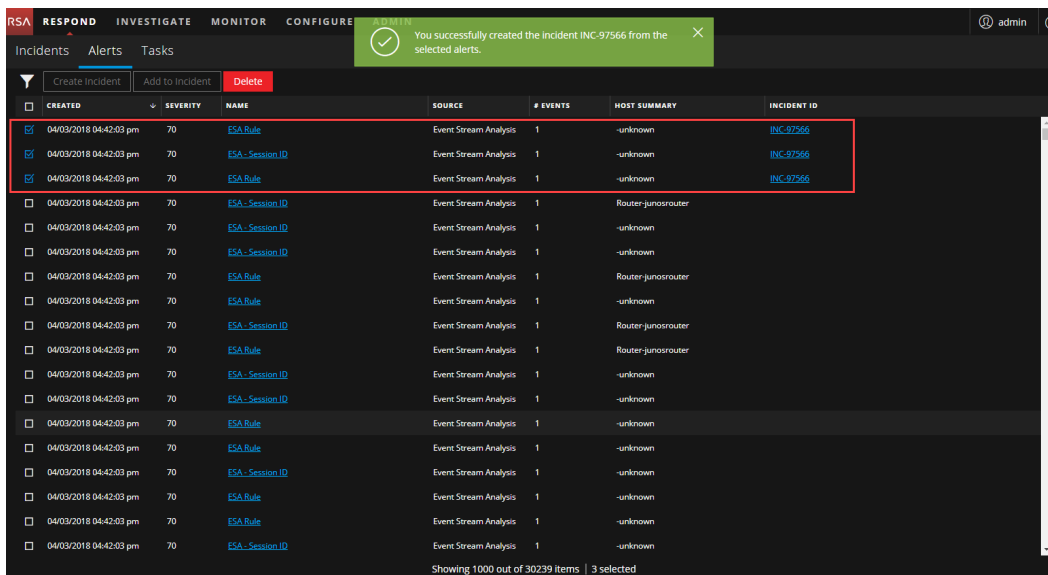 RSA RESPOND INVESTIGATE MONITOR CONFIGURE ADMIN admin
You successfully created the incident INC-97566 from the
selected alerts.
Incidents Alerts Tasks
Create Incident Add to Incident Delete
CREATED SEVERITY NAME SOURCE # EVENTS HOST SUMMARY INCIDENT ID
04/03/2018 04:42:03 pm 70 ESA Rule Event Stream Analysis 1 -unknown INC-97566
04/03/2018 04:42:03 pm 70 ESA - Session ID Event Stream Analysis 1 -unknown INC-97566
04/03/2018 04:42:03 pm 70 ESA Rule Event Stream Analysis 1 -unknown INC-97566
04/03/2018 04:42:03 pm 70 ESA - Session ID Event Stream Analysis 1 Router-junosrouter
04/03/2018 04:42:03 pm 70 ESA - Session ID Event Stream Analysis 1 -unknown
04/03/2018 04:42:03 pm 70 ESA - Session ID Event Stream Analysis 1 -unknown
04/03/2018 04:42:03 pm 70 ESA Rule Event Stream Analysis 1 Router-junosrouter
04/03/2018 04:42:03 pm 70 ESA Rule Event Stream Analysis 1 -unknown
04/03/2018 04:42:03 pm 70 ESA - Session ID Event Stream Analysis 1 Router-junosrouter
04/03/2018 04:42:03 pm 70 ESA Rule Event Stream Analysis 1 Router-junosrouter
04/03/2018 04:42:03 pm 70 ESA - Session ID Event Stream Analysis 1 -unknown
04/03/2018 04:42:03 pm 70 ESA - Session ID Event Stream Analysis 1 -unknown
04/03/2018 04:42:03 pm 70 ESA Rule Event Stream Analysis 1 -unknown
04/03/2018 04:42:03 pm 70 ESA Rule Event Stream Analysis 1 -unknown
04/03/2018 04:42:03 pm 70 ESA - Session ID Event Stream Analysis 1 -unknown
04/03/2018 04:42:03 pm 70 ESA Rule Event Stream Analysis 1 -unknown
04/03/2018 04:42:03 pm 70 ESA Rule Event Stream Analysis 1 -unknown
04/03/2018 04:42:03 pm 70 ESA - Session ID Event Stream Analysis 1 -unknown
Showing 1000 out of 30239 items | 3 selected